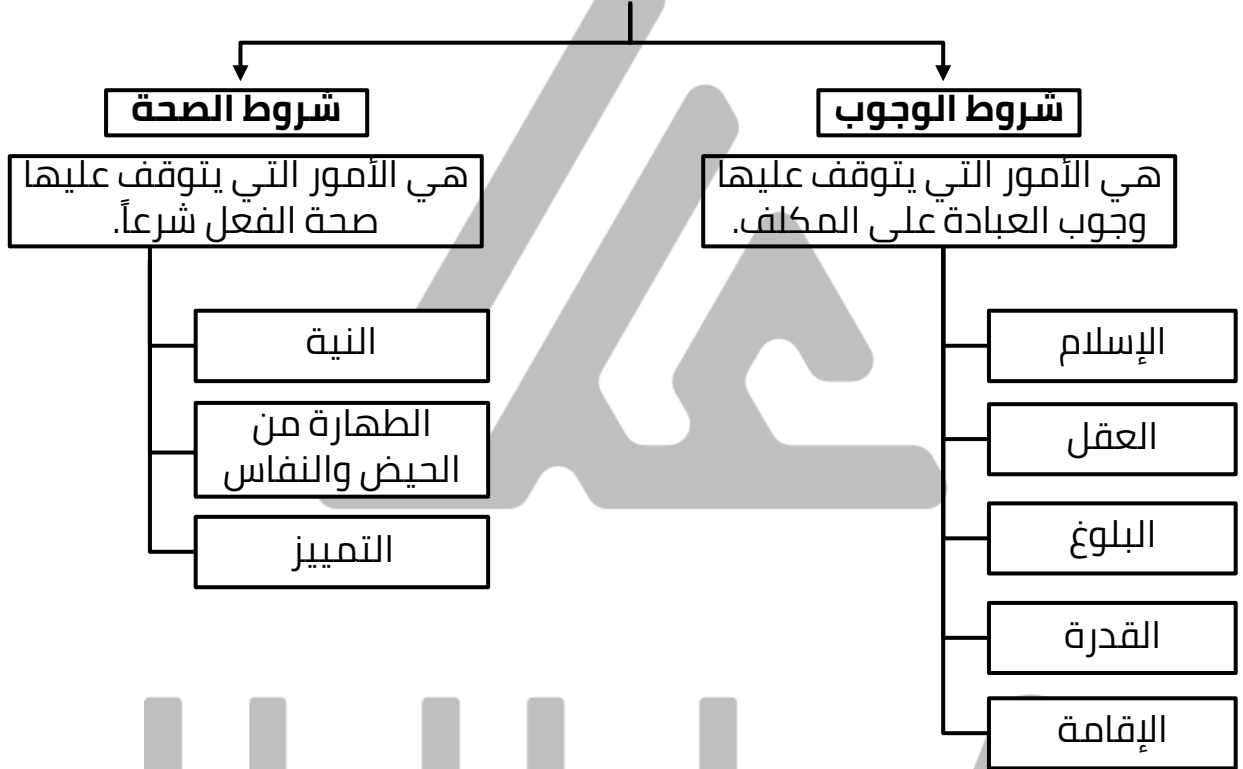 شروط الوجوب
هي الأمور التي يتوقف عليها
وجوب العبادة على المكلف.
الإسلام
العقل
البلوغ
القدرة
الإقامة
شروط الصحة
هي الأمور التي يتوقف عليها
صحة الفعل شرعاً.
النية
الطهارة من
الحيض والنفاس
التمييز